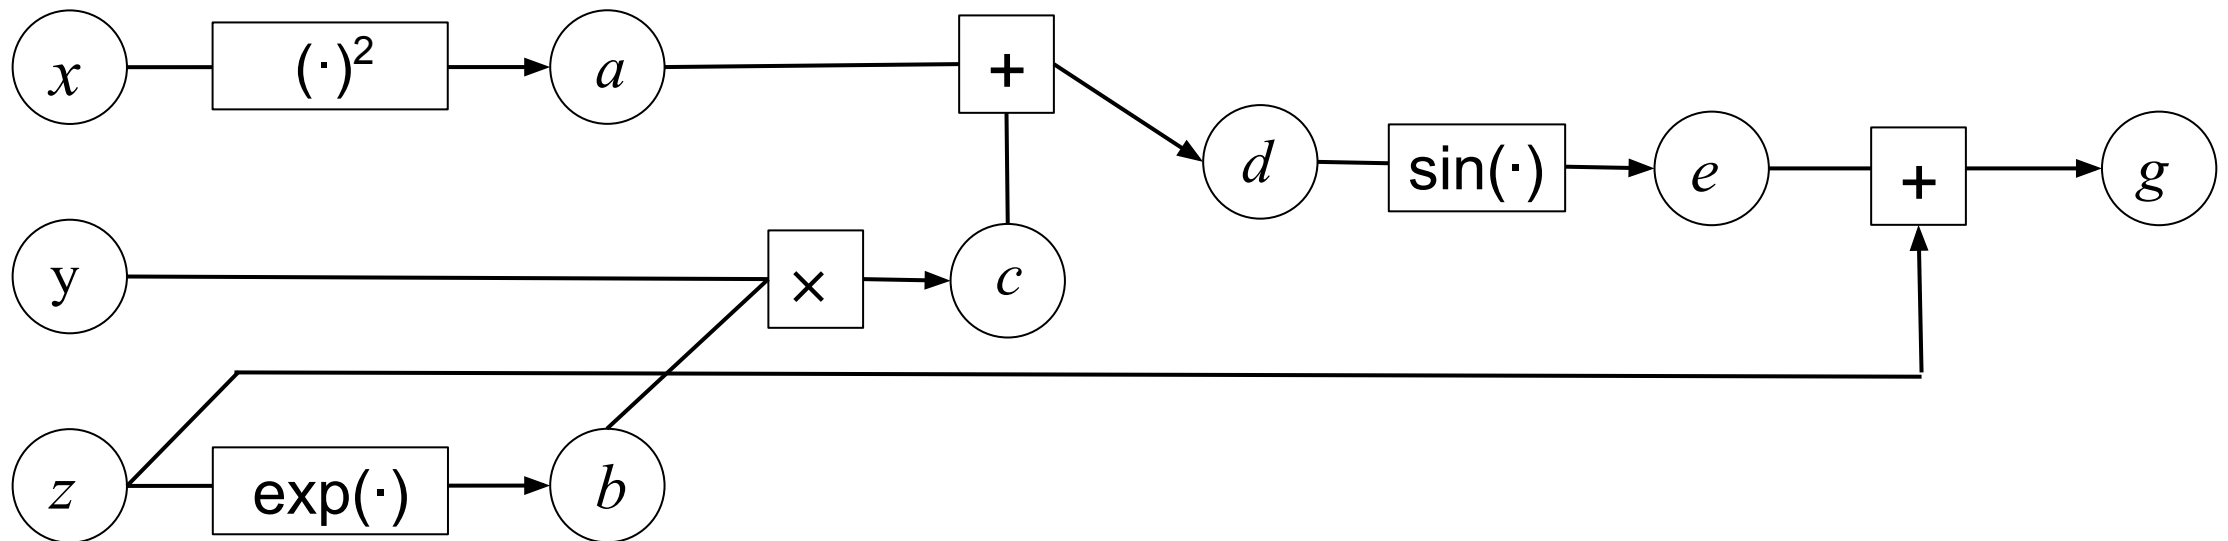 x (·)² a +
d sin(·) e + g
y × c
z exp(·) b